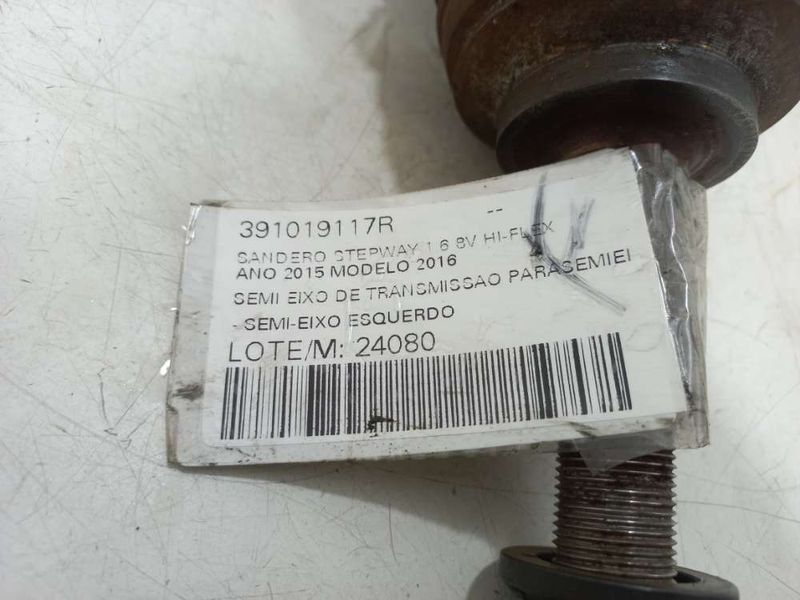 391019117R --
SANDERO STEPWAY 1.6 8V HI-FLEX
ANO 2015 MODELO 2016
SEMI EIXO DE TRANSMISSAO PARASEMIEI
- SEMI-EIXO ESQUERDO
LOTE/M: 24080